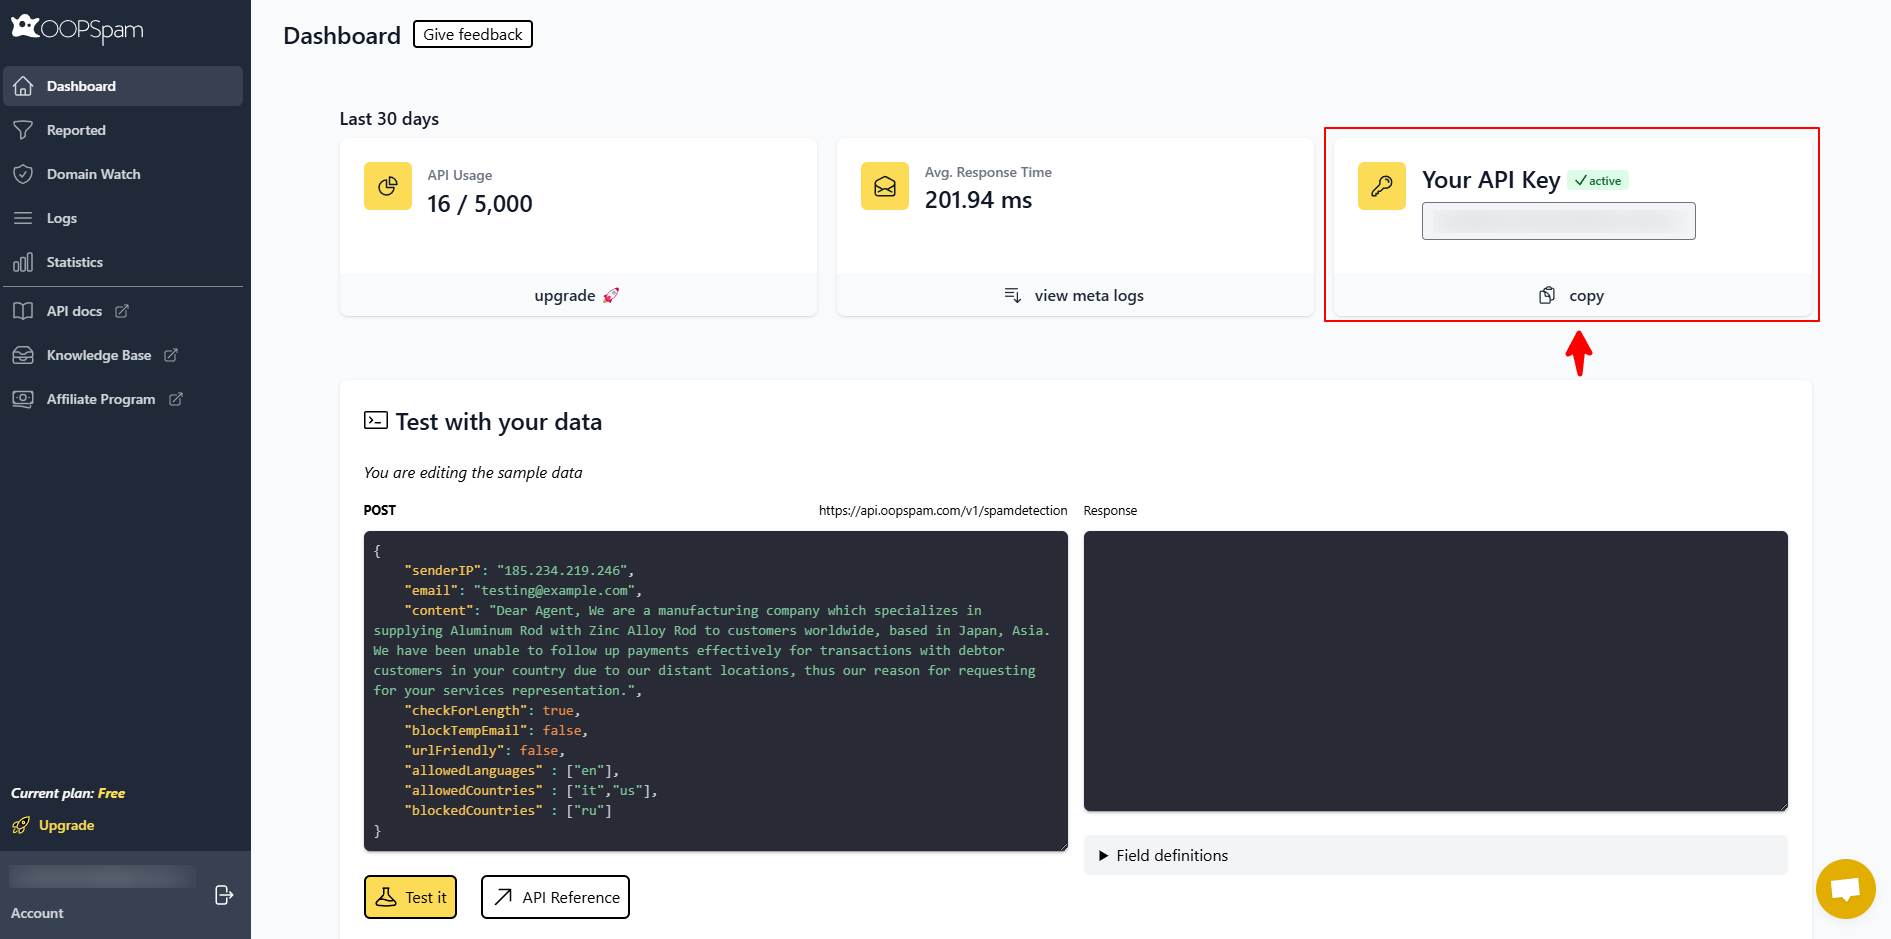 OOPSpam
Dashboard
Reported
Domain Watch
Logs
Statistics
API docs
Knowledge Base
Affiliate Program
Current plan: Free
Upgrade
Account
Dashboard
Give feedback
Last 30 days
API Usage
16 / 5,000
upgrade 🚀
Avg. Response Time
201.94 ms
view meta logs
Your API Key
active
copy
Test with your data
You are editing the sample data
POST
https://api.oopspam.com/v1/spamdetection
{
"senderIP": "185.234.219.246",
"email": "testing@example.com",
"content": "Dear Agent, We are a manufacturing company which specializes in
supplying Aluminum Rod with Zinc Alloy Rod to customers worldwide, based in Japan, Asia.
We have been unable to follow up payments effectively for transactions with debtor
customers in your country due to our distant locations, thus our reason for requesting
for your services representation.",
"checkForLength": true,
"blockTempEmail": false,
"urlFriendly": false,
"allowedLanguages" : ["en"],
"allowedCountries" : ["it","us"],
"blockedCountries" : ["ru"]
}
Test it
API Reference
Response
Field definitions